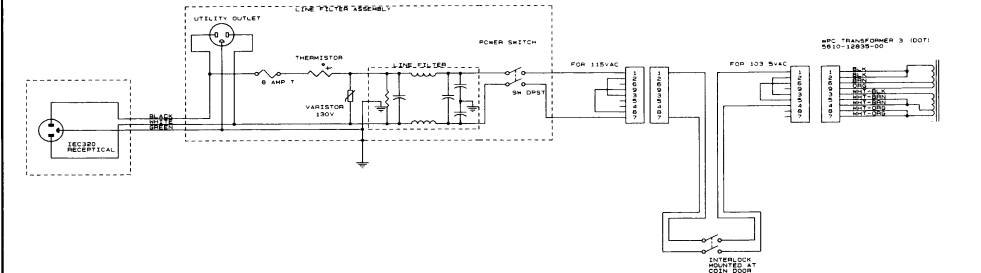 LINE FILTER ASSEMBLY
UTILITY OUTLET
THERMISTOR
8 AMP T
LINE FILTER
VARISTOR
130V
POWER SWITCH
SW DPST
FOR 115VAC
FOR 103.5VAC
WPC TRANSFORMER 3 (DOT)
5610-12835-00
BLK
BLK
BRN
ORG
WHT-BLK
WHT-BRN
WHT-BRN
WHT-ORG
WHT-ORG
BLACK
WHITE
GREEN
IEC320
RECEPTICAL
INTERLOCK
MOUNTED AT
COIN DOOR